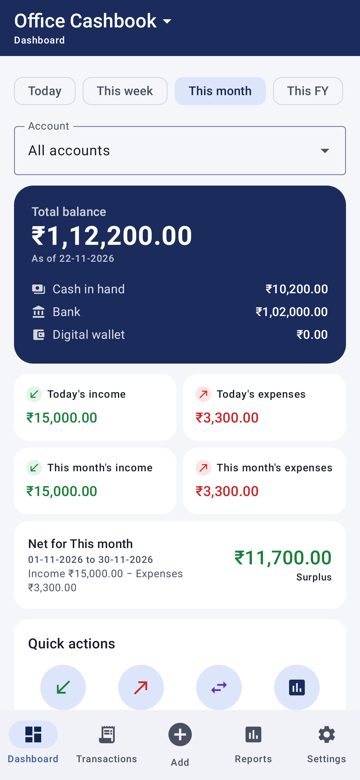 Office Cashbook
Dashboard
Today
This week
This month
This FY
Account
All accounts
Total balance
₹1,12,200.00
As of 22-11-2026
Cash in hand ₹10,200.00
Bank ₹1,02,000.00
Digital wallet ₹0.00
Today's income
₹15,000.00
Today's expenses
₹3,300.00
This month's income
₹15,000.00
This month's expenses
₹3,300.00
Net for This month
01-11-2026 to 30-11-2026
Income ₹15,000.00 − Expenses
₹3,300.00
₹11,700.00
Surplus
Quick actions
Dashboard
Transactions
Add
Reports
Settings